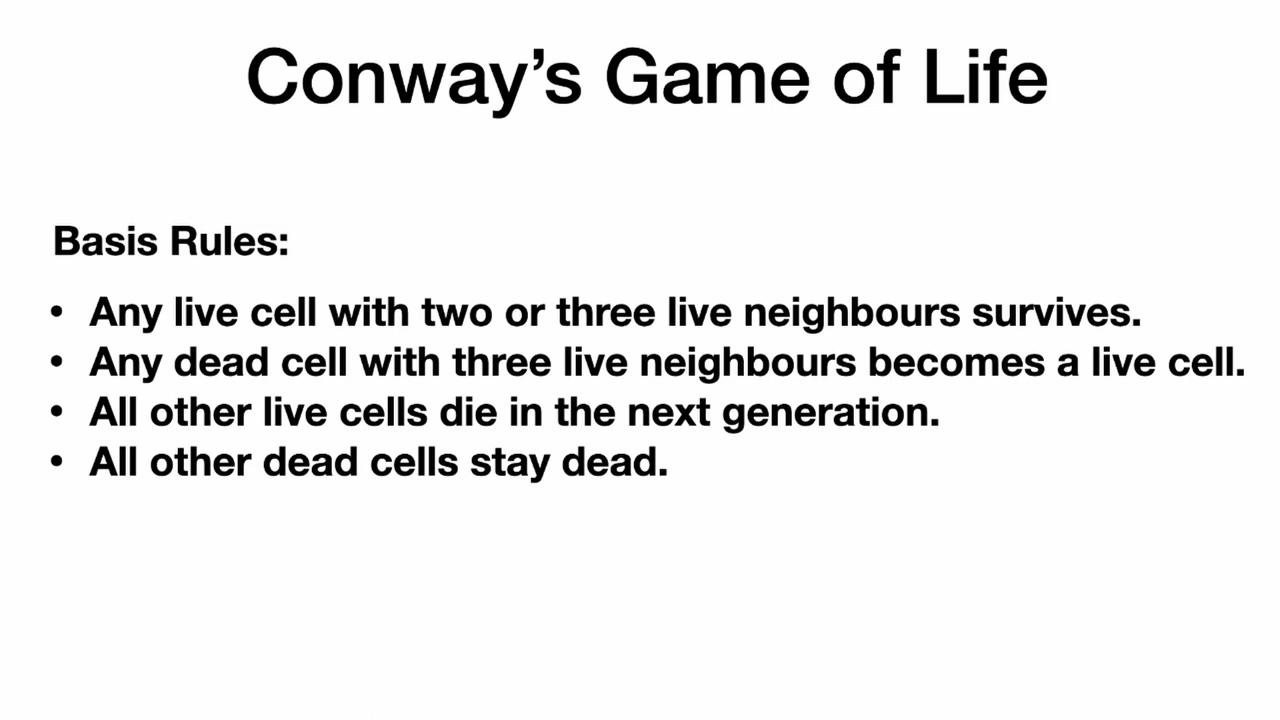 Conway’s Game of Life
Basis Rules:
• Any live cell with two or three live neighbours survives.
• Any dead cell with three live neighbours becomes a live cell.
• All other live cells die in the next generation.
• All other dead cells stay dead.